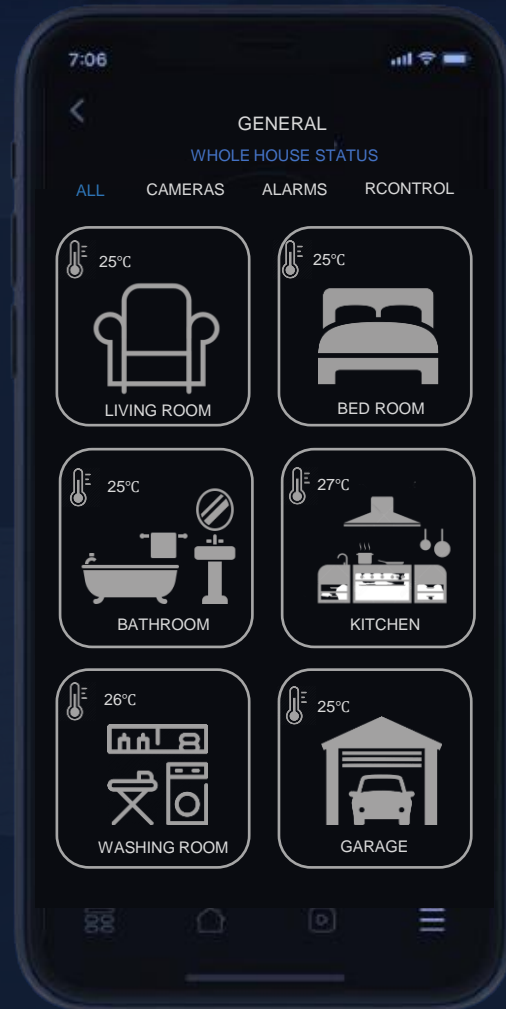 7:06
GENERAL
WHOLE HOUSE STATUS
ALL CAMERAS ALARMS RCONTROL
25℃ 25℃
LIVING ROOM BED ROOM
25℃ 27℃
BATHROOM KITCHEN
26℃ 25℃
WASHING ROOM GARAGE